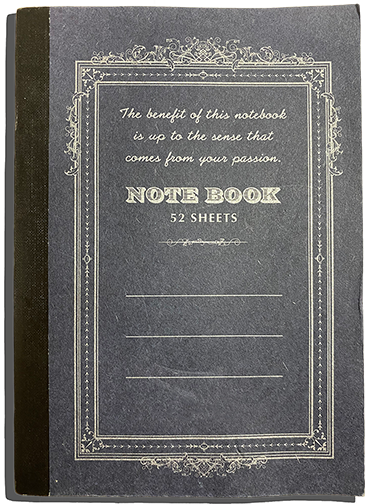 The benefit of this notebook
is up to the sense that
comes from your passion.
NOTE BOOK
52 SHEETS